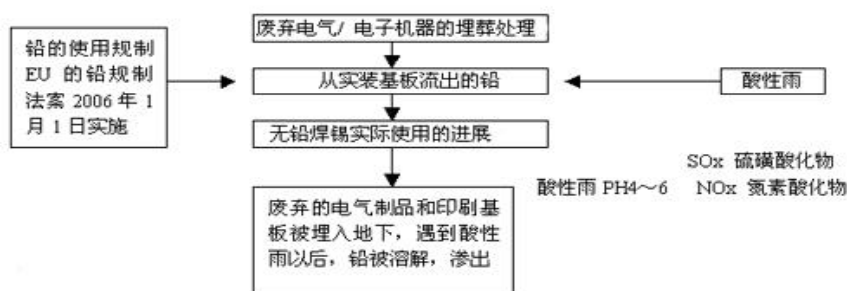 废弃电气/ 电子机器的埋葬处理
铅的使用规制
EU 的铅规制
法案 2006 年 1
月 1 日实施
从实装基板流出的铅
酸性雨
无铅焊锡实际使用的进展
SOx 硫磺酸化物
酸性雨 PH4～6 NOx 氮素酸化物
废弃的电气制品和印刷基
板被埋入地下，遇到酸性
雨以后，铅被溶解，渗出